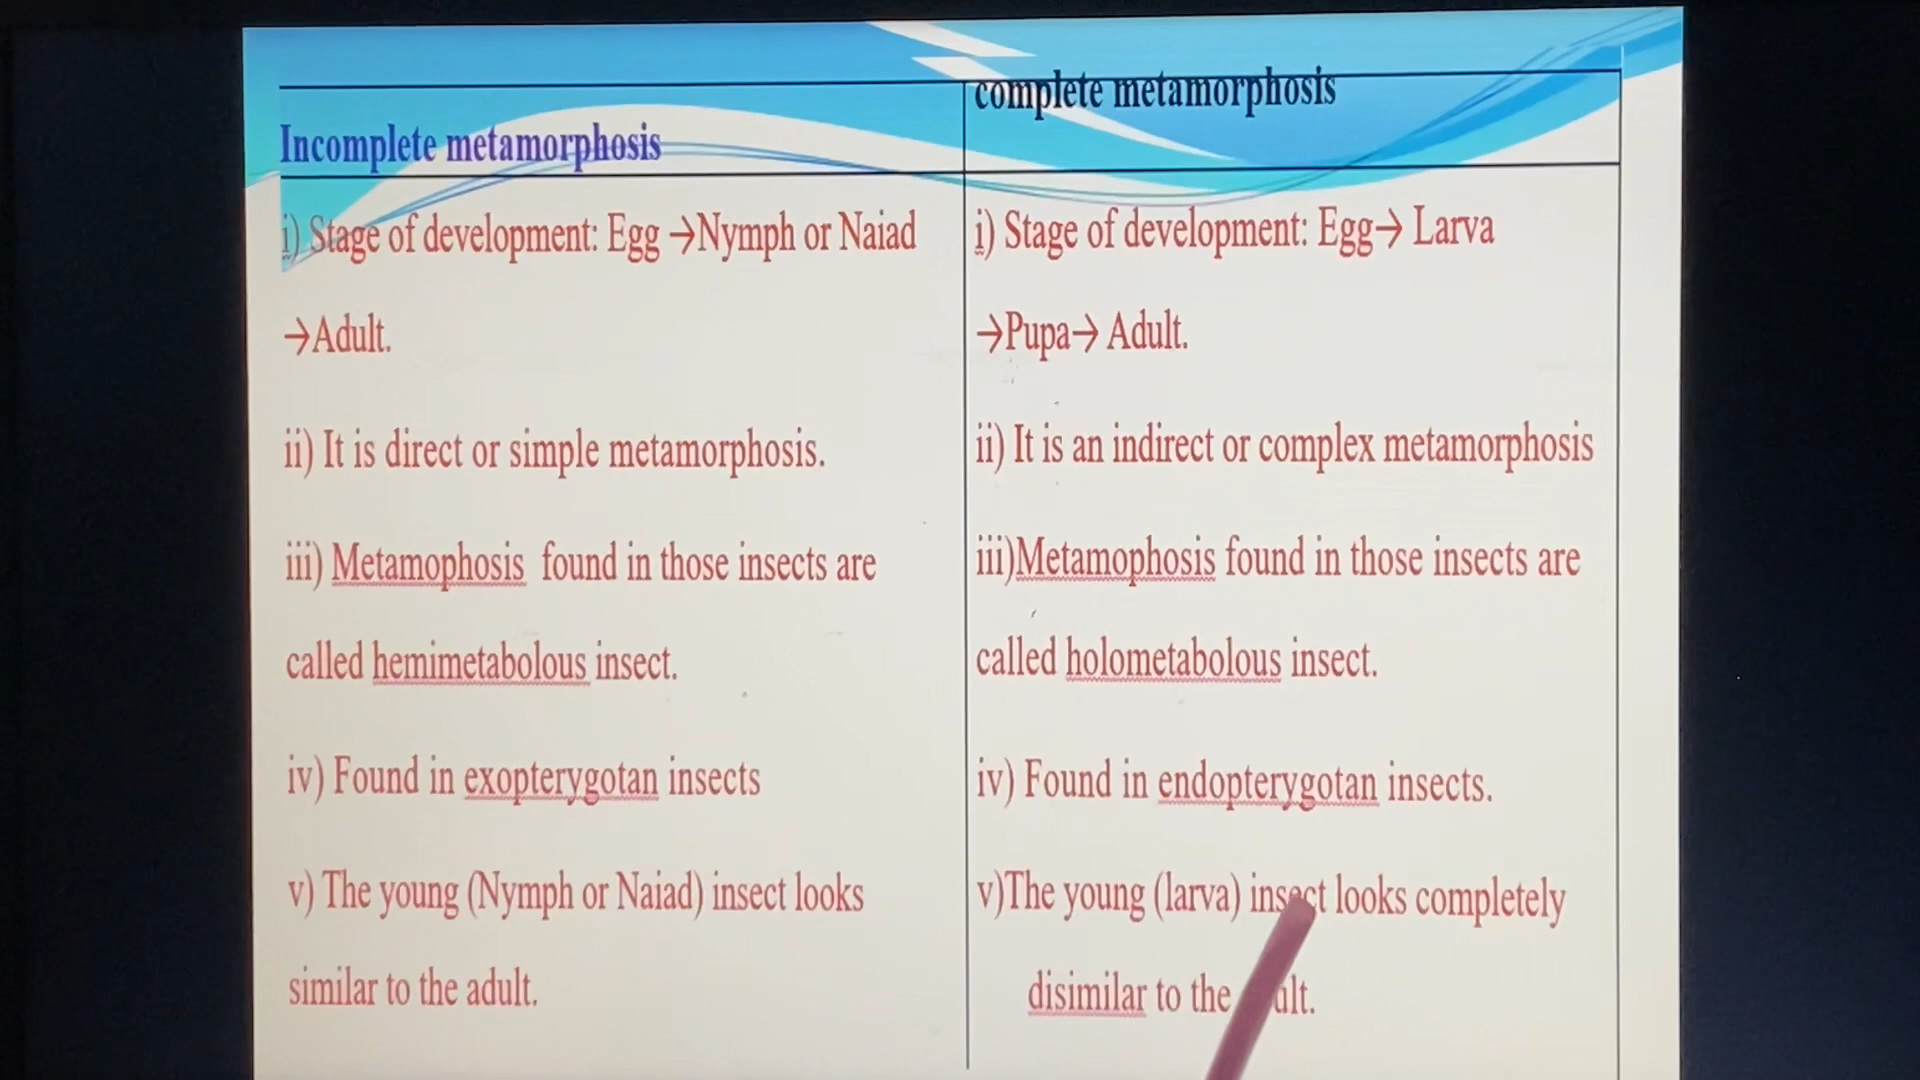 Incomplete metamorphosis
i) Stage of development: Egg →Nymph or Naiad
→Adult.
ii) It is direct or simple metamorphosis.
iii) Metamophosis found in those insects are
called hemimetabolous insect.
iv) Found in exopterygotan insects
v) The young (Nymph or Naiad) insect looks
similar to the adult.
complete metamorphosis
i) Stage of development: Egg→ Larva
→Pupa→ Adult.
ii) It is an indirect or complex metamorphosis
iii)Metamophosis found in those insects are
called holometabolous insect.
iv) Found in endopterygotan insects.
v)The young (larva) insect looks completely
disimilar to the